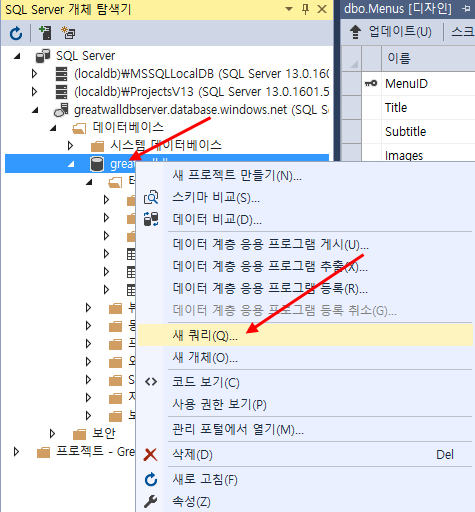 SQL Server 개체 탐색기
dbo.Menus [디자인]
업데이트(U)
스크
SQL Server
(localdb)₩MSSQLLocalDB (SQL Server 13.0.160
(localdb)₩ProjectsV13 (SQL Server 13.0.1601.5
greatwalldbserver.database.windows.net (SQL S
데이터베이스
시스템 데이터베이스
보안
프로젝트 - Gre
이름
MenuID
Title
Subtitle
Images
새 프로젝트 만들기(N)...
스키마 비교(S)...
데이터 비교(D)...
데이터 계층 응용 프로그램 게시(U)...
데이터 계층 응용 프로그램 추출(X)...
데이터 계층 응용 프로그램 등록(R)...
데이터 계층 응용 프로그램 등록 취소(G)...
새 쿼리(Q)...
새 개체(O)...
코드 보기(C)
사용 권한 보기(P)
관리 포털에서 열기(M)...
삭제(D) Del
새로 고침(F)
속성(Z)